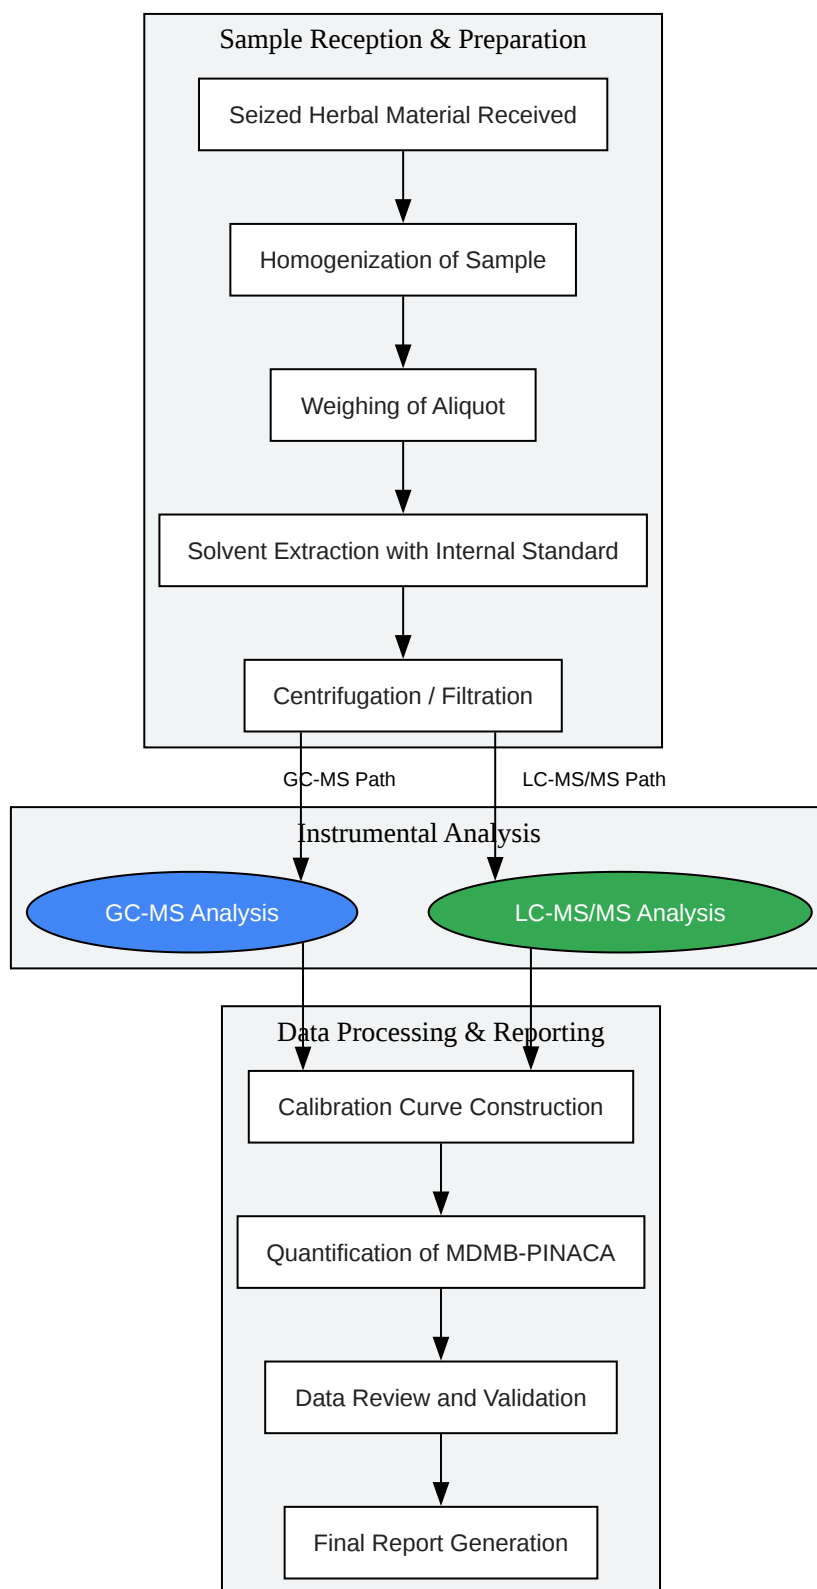 Sample Reception & Preparation
Seized Herbal Material Received
Homogenization of Sample
Weighing of Aliquot
Solvent Extraction with Internal Standard
Centrifugation / Filtration
GC-MS Path
LC-MS/MS Path
Instrumental Analysis
GC-MS Analysis
LC-MS/MS Analysis
Data Processing & Reporting
Calibration Curve Construction
Quantification of MDMB-PINACA
Data Review and Validation
Final Report Generation